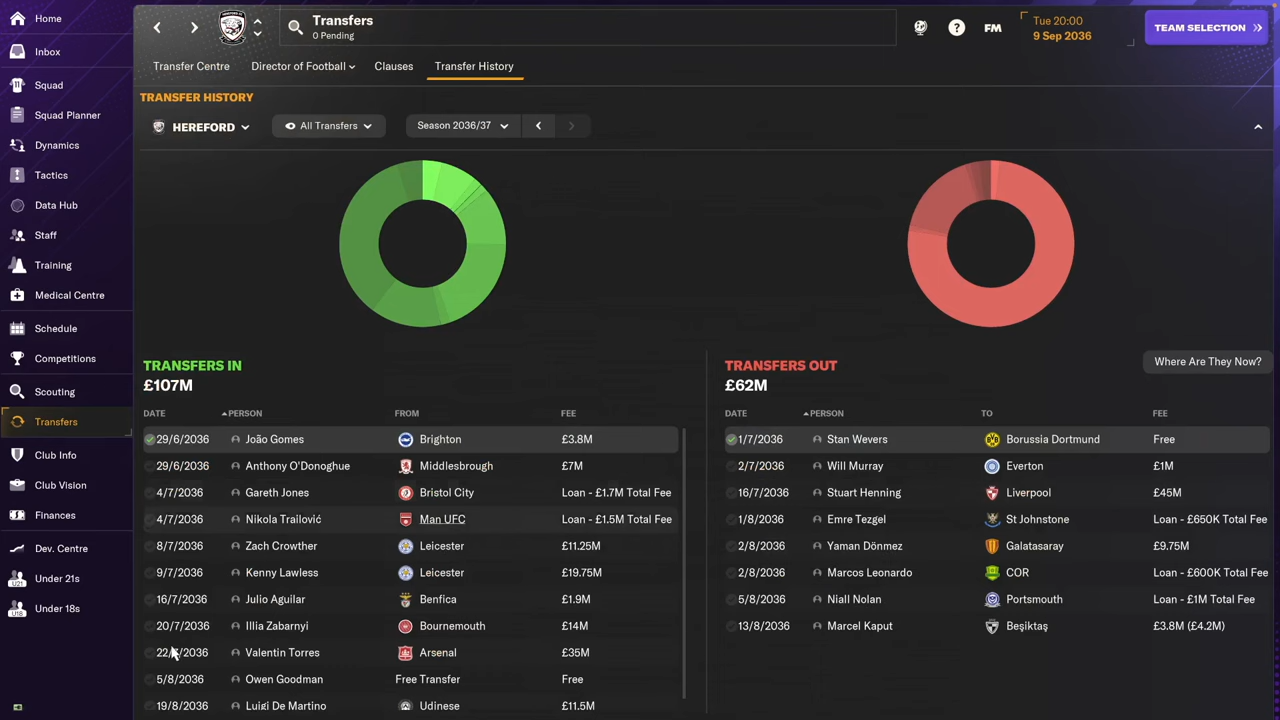 Home
Inbox
Squad
Squad Planner
Dynamics
Tactics
Data Hub
Staff
Training
Medical Centre
Schedule
Competitions
Scouting
Transfers
Club Info
Club Vision
Finances
Dev. Centre
Under 21s
Under 18s
Transfers
0 Pending
FM
Tue 20:00
9 Sep 2036
TEAM SELECTION
Transfer Centre Director of Football Clauses Transfer History
TRANSFER HISTORY
HEREFORD All Transfers Season 2036/37
TRANSFERS IN
£107M
DATE PERSON FROM FEE
29/6/2036 João Gomes Brighton £3.8M
29/6/2036 Anthony O'Donoghue Middlesbrough £7M
4/7/2036 Gareth Jones Bristol City Loan - £1.7M Total Fee
4/7/2036 Nikola Trailović Man UFC Loan - £1.5M Total Fee
8/7/2036 Zach Crowther Leicester £11.25M
9/7/2036 Kenny Lawless Leicester £19.75M
16/7/2036 Julio Aguilar Benfica £1.9M
20/7/2036 Illia Zabarnyi Bournemouth £14M
22/ /2036 Valentin Torres Arsenal £35M
5/8/2036 Owen Goodman Free Transfer Free
19/8/2036 Luigi De Martino Udinese £11.5M
TRANSFERS OUT
£62M
Where Are They Now?
DATE PERSON TO FEE
1/7/2036 Stan Wevers Borussia Dortmund Free
2/7/2036 Will Murray Everton £1M
16/7/2036 Stuart Henning Liverpool £45M
1/8/2036 Emre Tezgel St Johnstone Loan - £650K Total Fee
2/8/2036 Yaman Dönmez Galatasaray £9.75M
2/8/2036 Marcos Leonardo COR Loan - £600K Total Fee
5/8/2036 Niall Nolan Portsmouth Loan - £1M Total Fee
13/8/2036 Marcel Kaput Beşiktaş £3.8M (£4.2M)